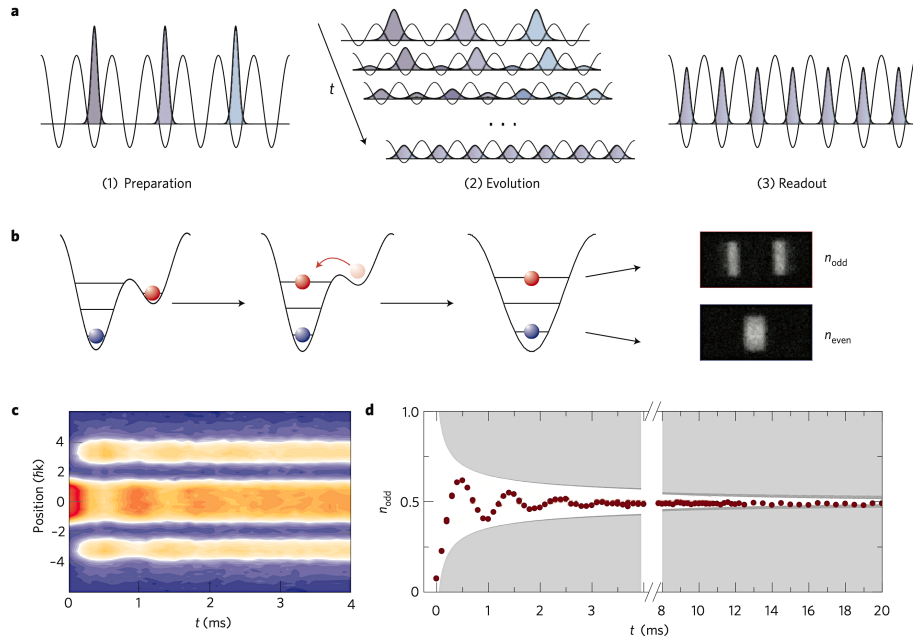 a
t
. . .
(1) Preparation
(2) Evolution
(3) Readout
b
n_odd
n_even
c
Position (ħk)
4
2
0
−2
−4
0
1
2
3
4
t (ms)
d
n_odd
1.0
0.5
0
0
1
2
3
8
10
12
14
16
18
20
t (ms)